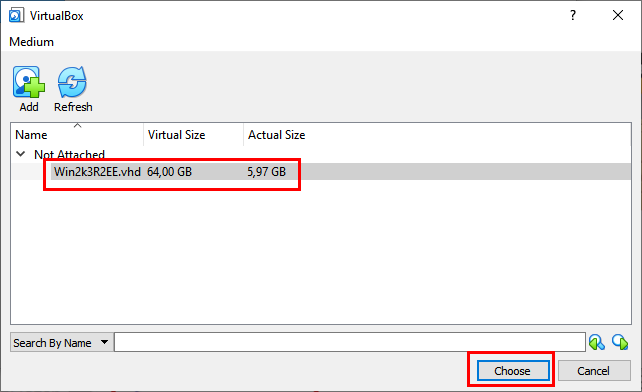 VirtualBox
Medium
Add Refresh
Name Virtual Size Actual Size
Not Attached
Win2k3R2EE.vhd 64,00 GB 5,97 GB
Search By Name
Choose Cancel